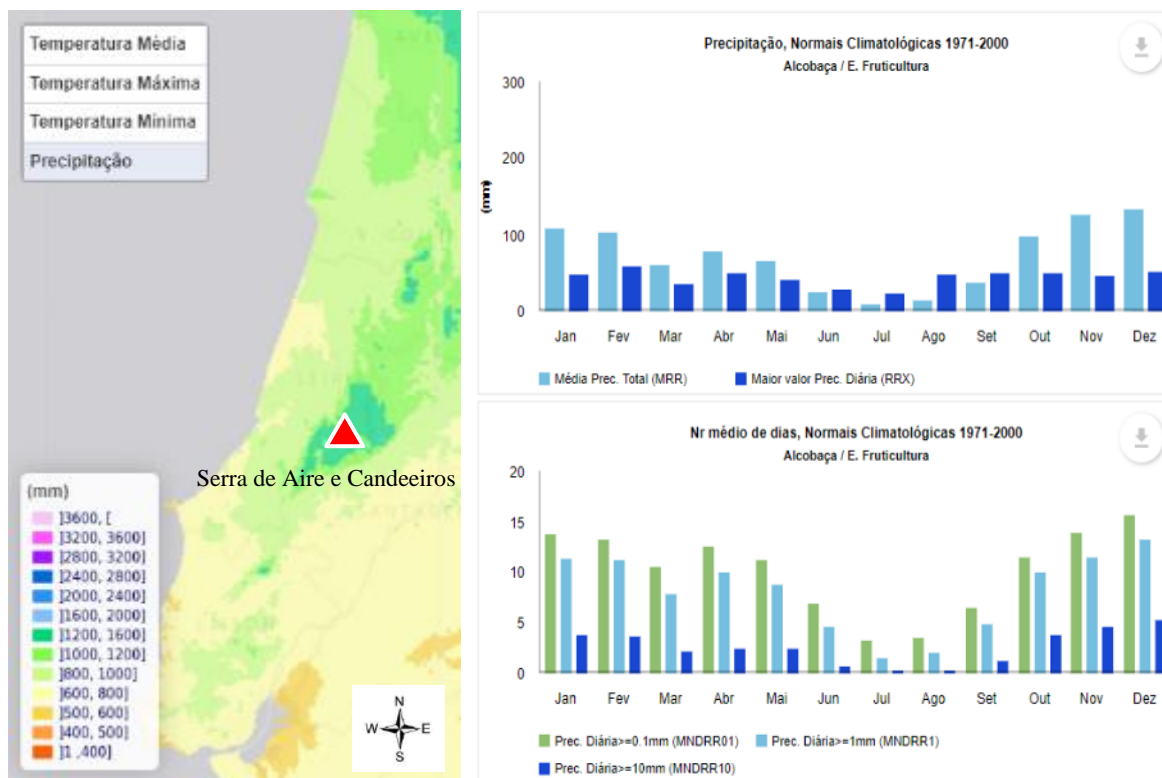 Temperatura Média
Temperatura Máxima
Temperatura Mínima
Precipitação
Serra de Aire e Candeeiros
(mm)
]3600, [
]3200, 3600]
]2800, 3200]
]2400, 2800]
]2000, 2400]
]1600, 2000]
]1200, 1600]
]1000, 1200]
]800, 1000]
]600, 800]
]500, 600]
]400, 500]
]1 ,400]
N
W E
S
Precipitação, Normais Climatológicas 1971-2000
Alcobaça / E. Fruticultura
(mm)
300
200
100
0
Jan Fev Mar Abr Mai Jun Jul Ago Set Out Nov Dez
Média Prec. Total (MRR) Maior valor Prec. Diária (RRX)
Nr médio de dias, Normais Climatológicas 1971-2000
Alcobaça / E. Fruticultura
20
15
10
5
0
Jan Fev Mar Abr Mai Jun Jul Ago Set Out Nov Dez
Prec. Diária>=0.1mm (MNDRR01) Prec. Diária>=1mm (MNDRR1)
Prec. Diária>=10mm (MNDRR10)